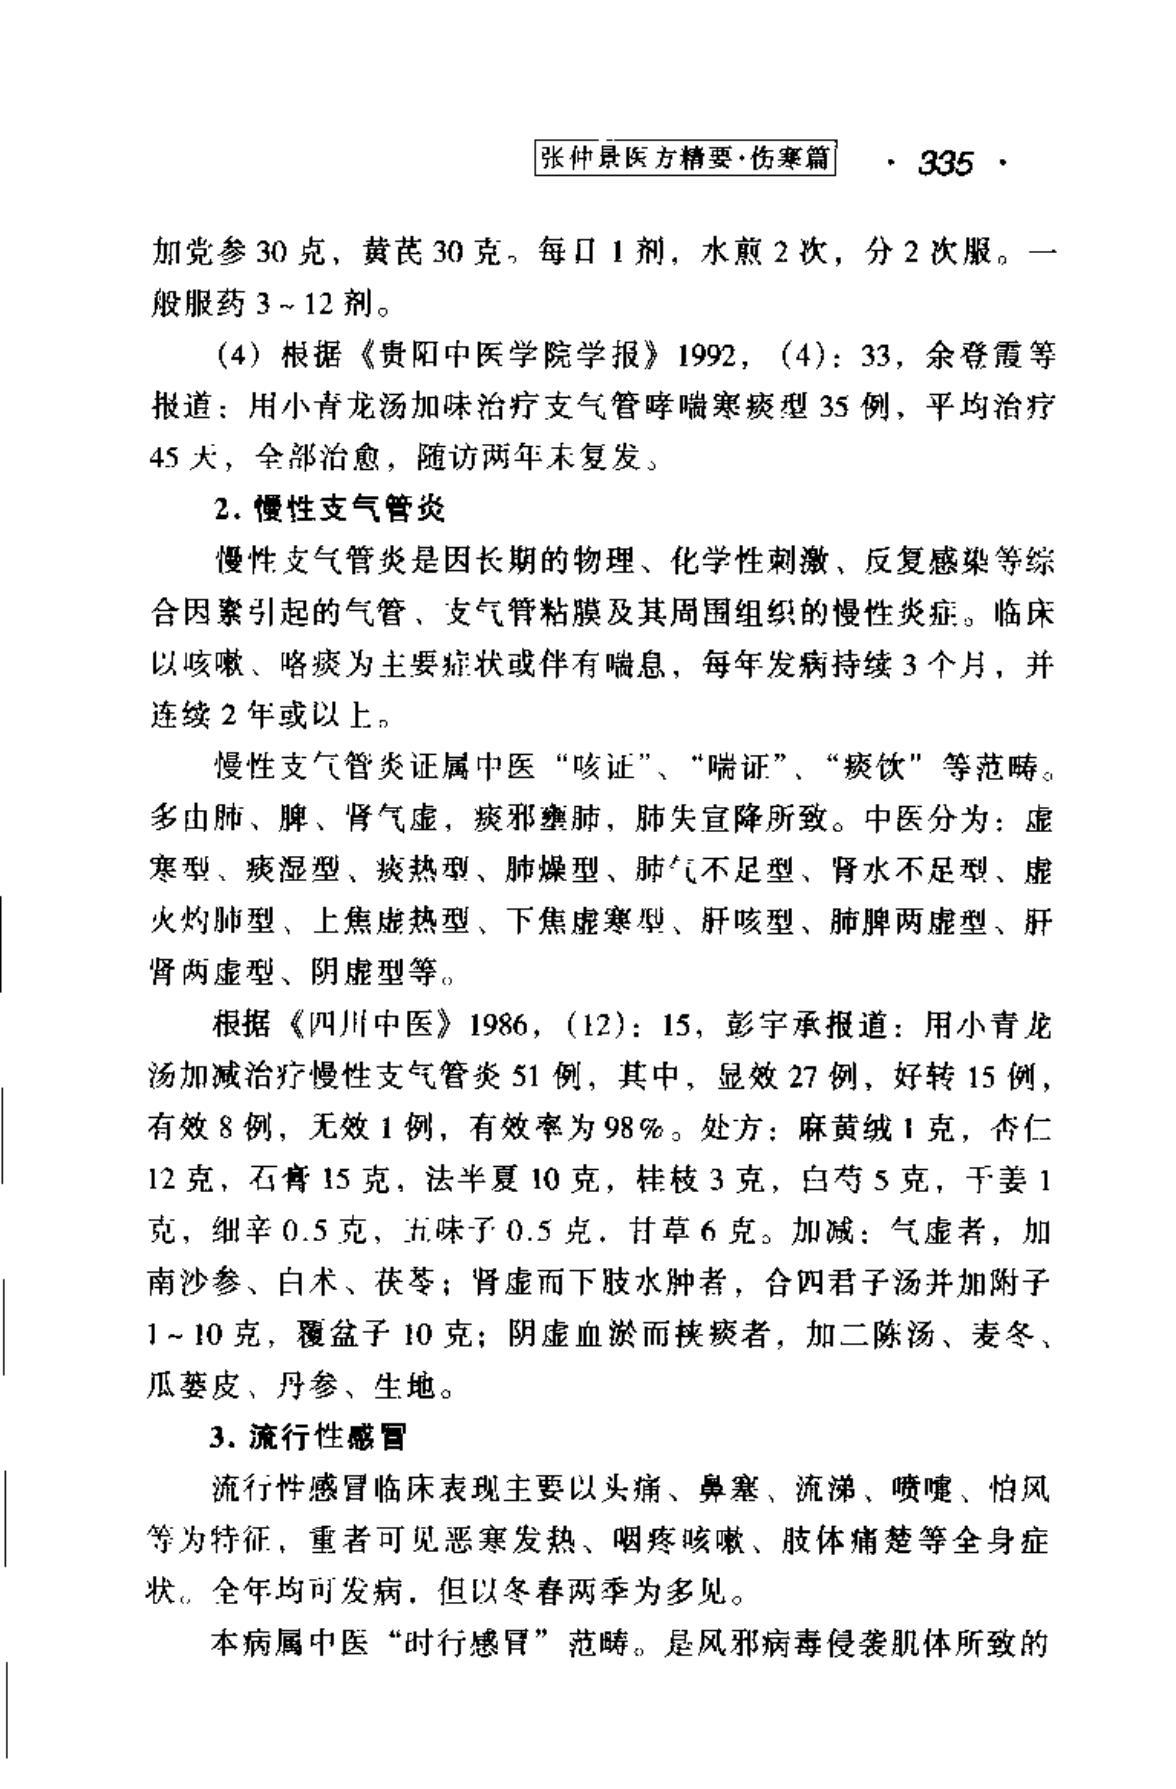 张仲景医方精要·伤寒篇 · 335 ·
加党参 30 克，黄芪 30 克。每日 1 剂，水煎 2 次，分 2 次服。一
般服药 3 ~ 12 剂。
(4) 根据《贵阳中医学院学报》1992，(4)：33，余登霞等
报道：用小青龙汤加味治疗支气管哮喘寒痰型 35 例，平均治疗
45 天，全部治愈，随访两年未复发。
2. 慢性支气管炎
慢性支气管炎是因长期的物理、化学性刺激、反复感染等综
合因素引起的气管、支气管粘膜及其周围组织的慢性炎症。临床
以咳嗽、咯痰为主要症状或伴有喘息，每年发病持续 3 个月，并
连续 2 年或以上。
慢性支气管炎证属中医“咳证”、“喘证”、“痰饮”等范畴。
多由肺、脾、肾气虚，痰邪壅肺，肺失宣降所致。中医分为：虚
寒型、痰湿型、痰热型、肺燥型、肺气不足型、肾水不足型、虚
火灼肺型、上焦虚热型、下焦虚寒型、肝咳型、肺脾两虚型、肝
肾两虚型、阴虚型等。
根据《四川中医》1986，(12)：15，彭宇承报道：用小青龙
汤加减治疗慢性支气管炎 51 例，其中，显效 27 例，好转 15 例，
有效 8 例，无效 1 例，有效率为 98%。处方：麻黄绒 1 克，杏仁
12 克，石膏 15 克，法半夏 10 克，桂枝 3 克，白芍 5 克，干姜 1
克，细辛 0.5 克，五味子 0.5 克，甘草 6 克。加减：气虚者，加
南沙参、白术、茯苓；肾虚而下肢水肿者，合四君子汤并加附子
1 ~ 10 克，覆盆子 10 克；阴虚血淤而挟痰者，加二陈汤、麦冬、
瓜蒌皮、丹参、生地。
3. 流行性感冒
流行性感冒临床表现主要以头痛、鼻塞、流涕、喷嚏、怕风
等为特征，重者可见恶寒发热、咽疼咳嗽、肢体痛楚等全身症
状。全年均可发病，但以冬春两季为多见。
本病属中医“时行感冒”范畴。是风邪病毒侵袭肌体所致的